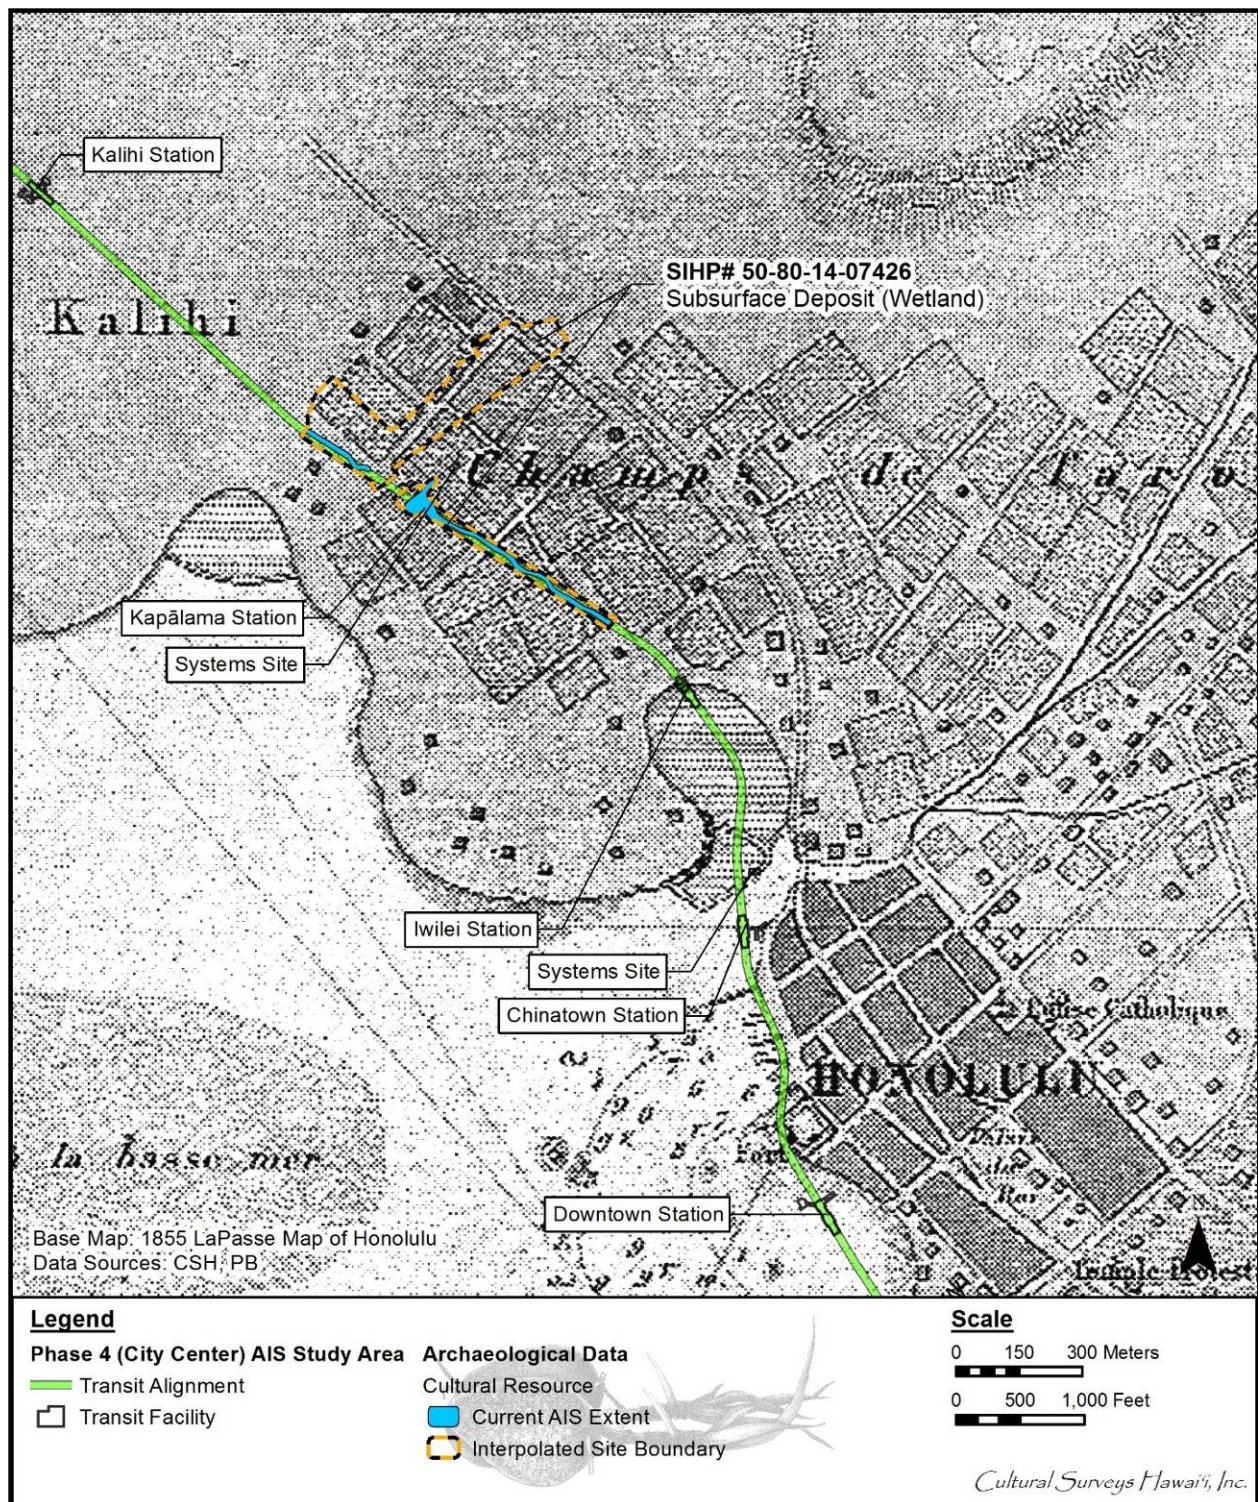 Kalihi Station
SIHP# 50-80-14-07426
Subsurface Deposit (Wetland)
Kalihi
Champs de Taro
Kapālama Station
Systems Site
Iwilei Station
Systems Site
Chinatown Station
Eglise Catholique
HONOLULU
Fort
la basse mer
Downtown Station
Base Map: 1855 LaPasse Map of Honolulu
Data Sources: CSH, PB
Temple Protest
Legend
Phase 4 (City Center) AIS Study Area
Transit Alignment
Transit Facility
Archaeological Data
Cultural Resource
Current AIS Extent
Interpolated Site Boundary
Scale
0 150 300 Meters
0 500 1,000 Feet
Cultural Surveys Hawai‘i, Inc.